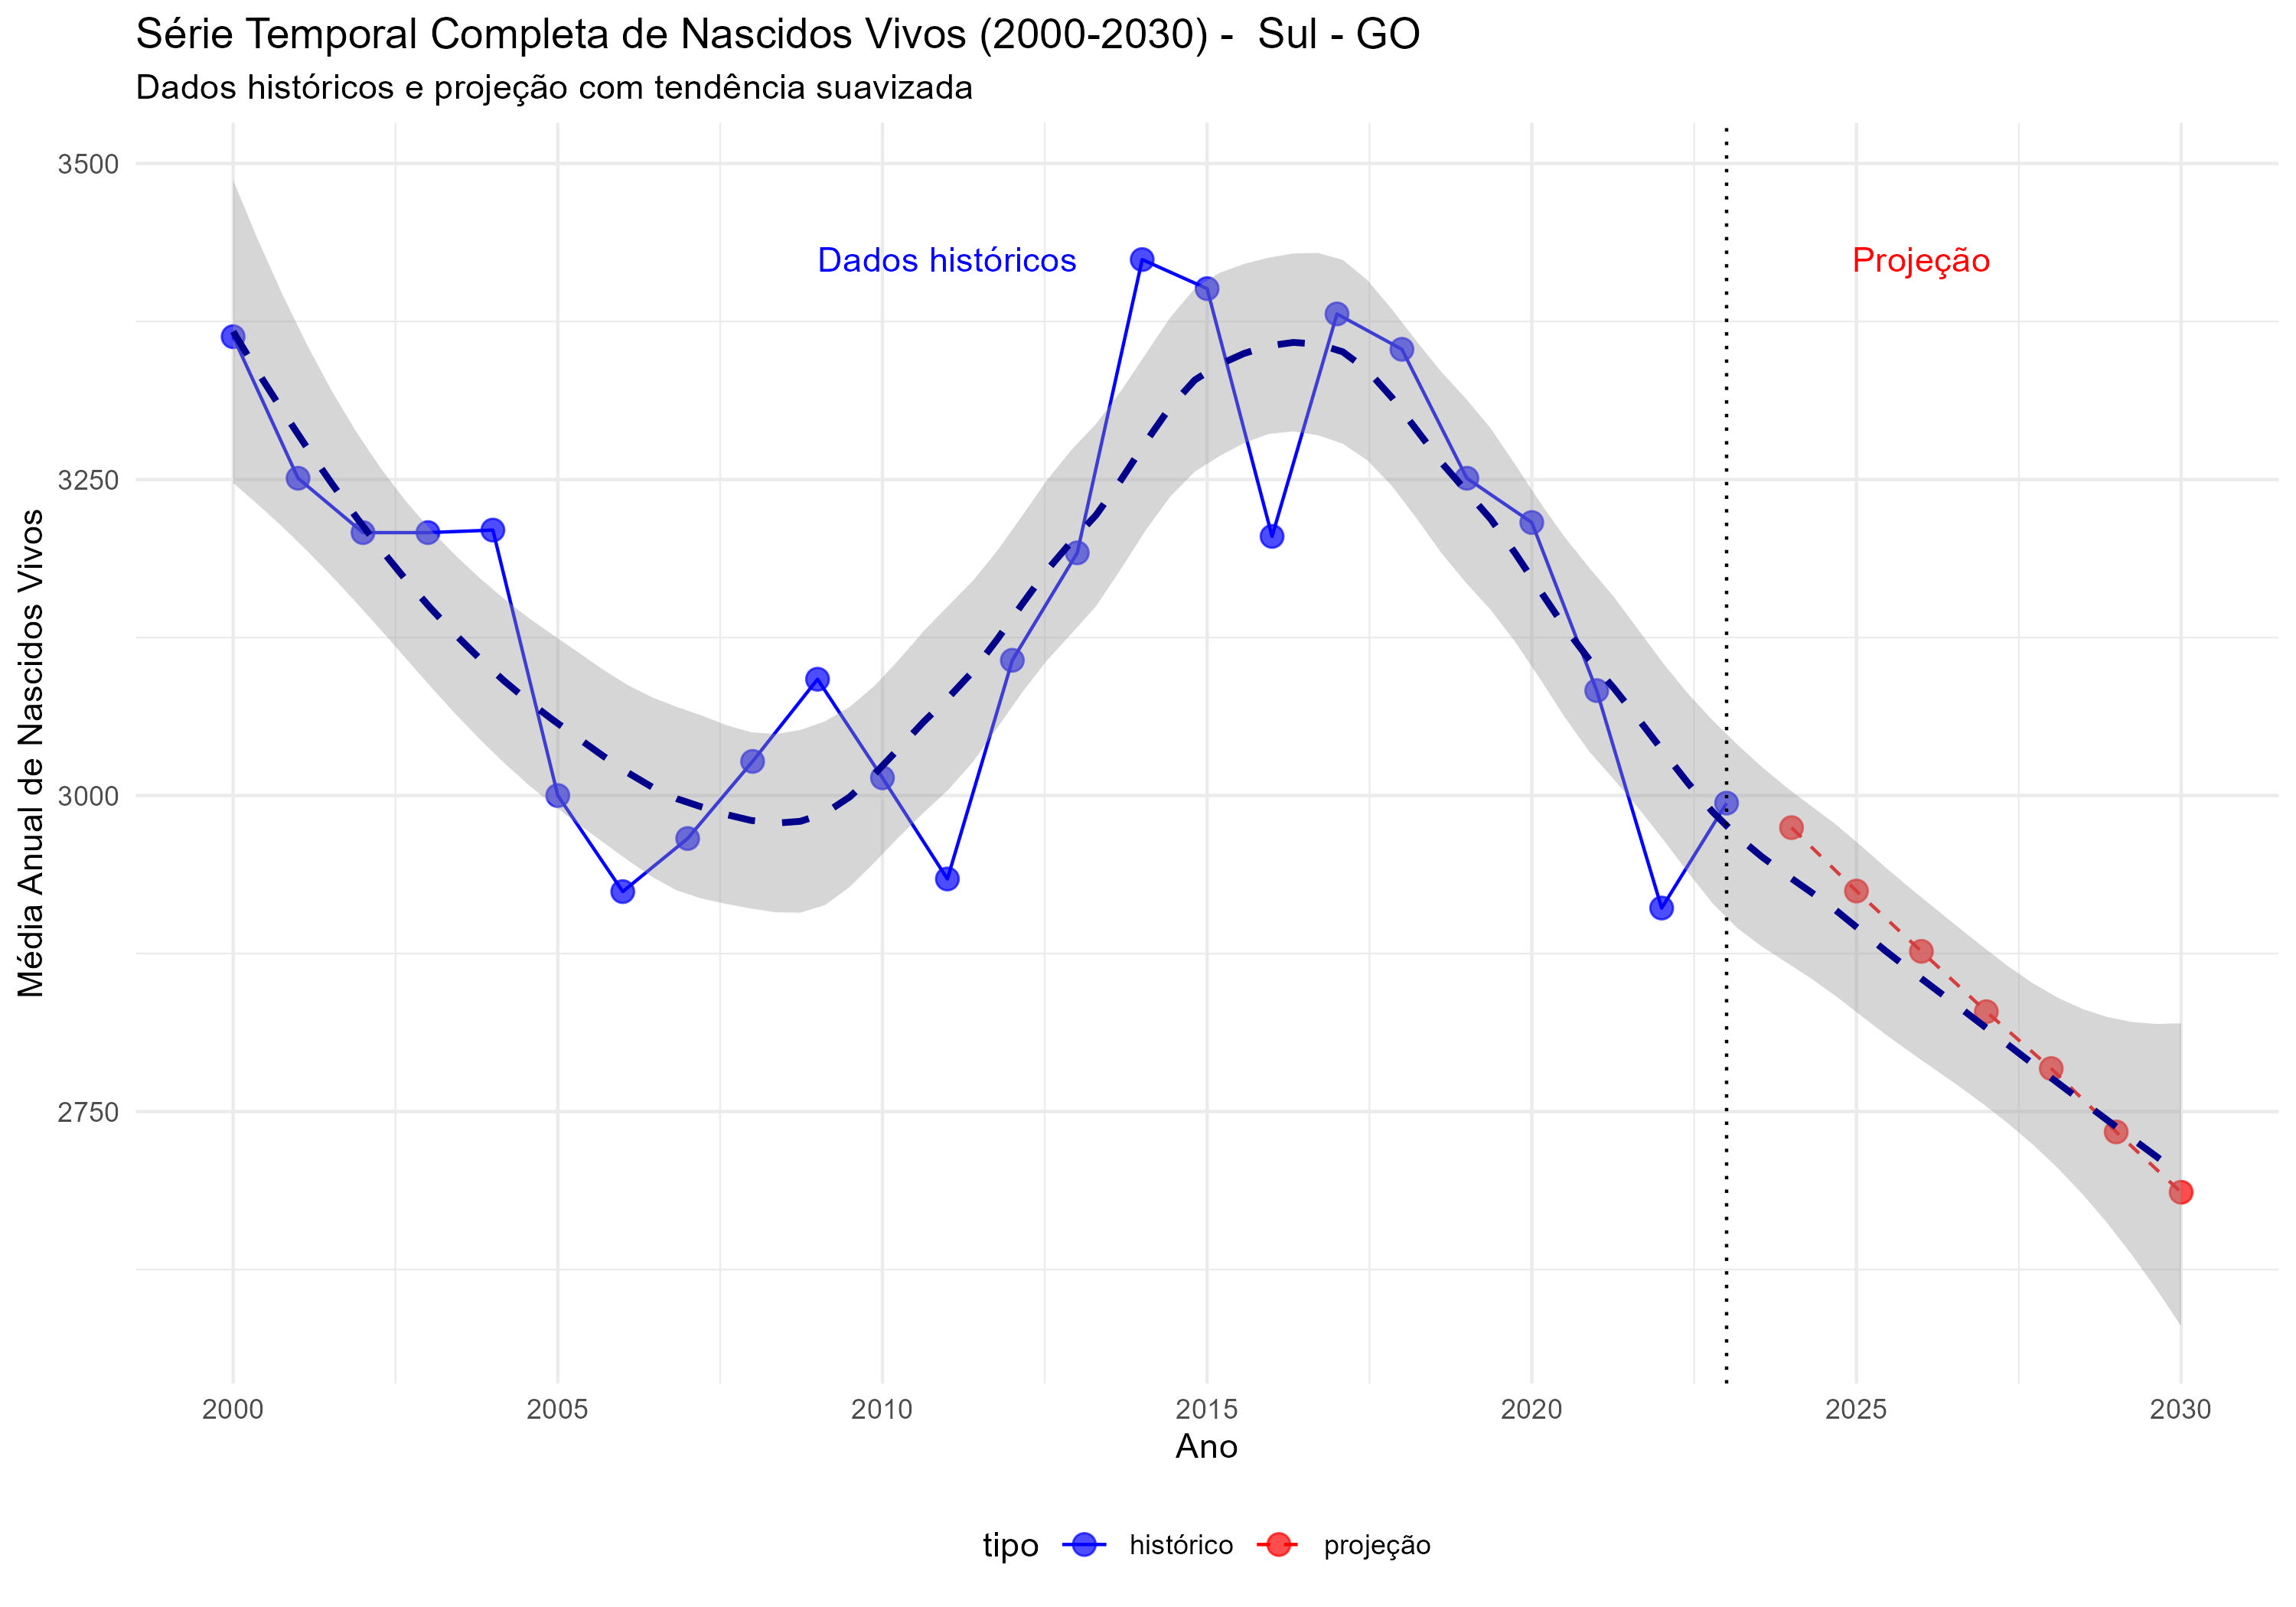 Série Temporal Completa de Nascidos Vivos (2000-2030) -  Sul - GO
Dados históricos e projeção com tendência suavizada
Média Anual de Nascidos Vivos
3500
3250
3000
2750
Dados históricos
Projeção
2000 2005 2010 2015 2020 2025 2030
Ano
tipo histórico projeção